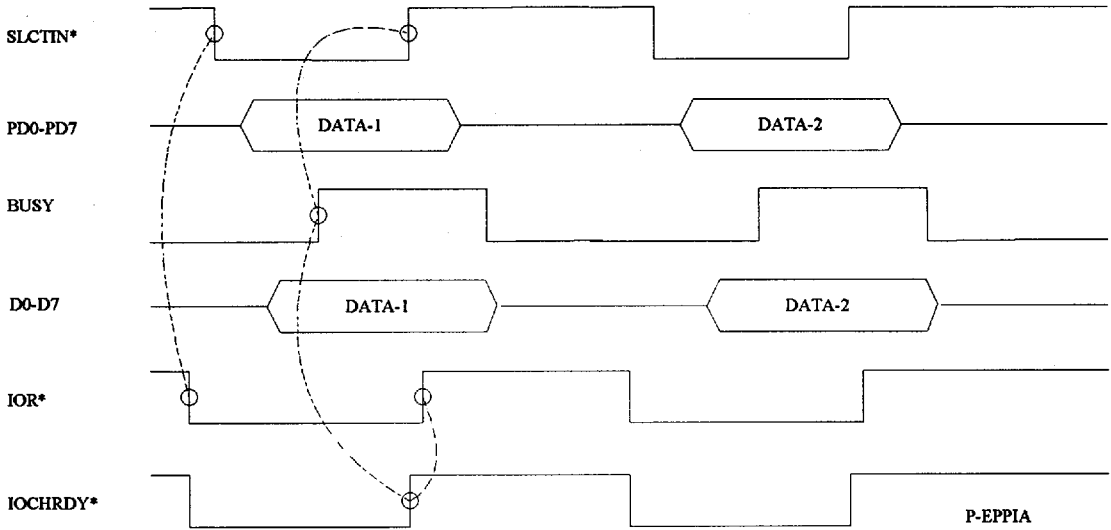 SLCTIN*
PD0-PD7 DATA-1 DATA-2
BUSY
D0-D7 DATA-1 DATA-2
IOR*
IOCHRDY* P-EPPIA